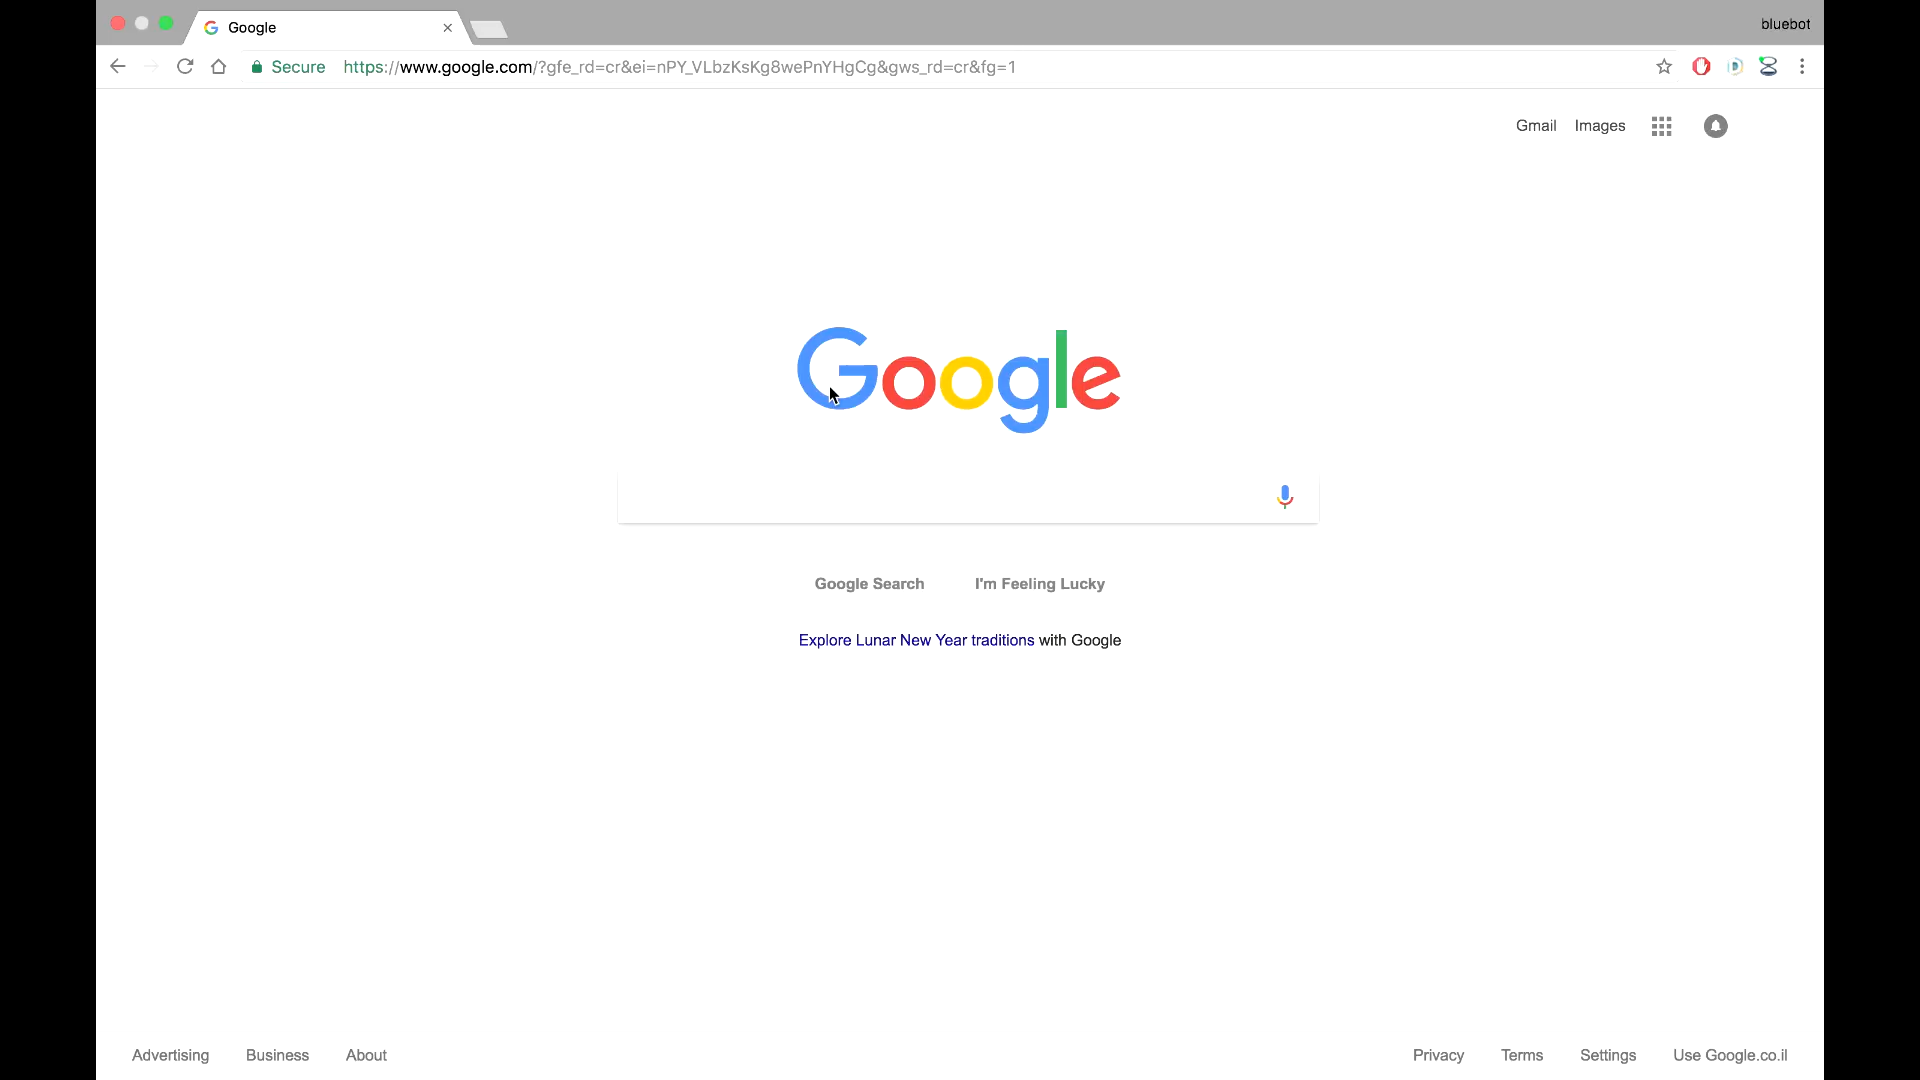 Google
bluebot
Secure
https://www.google.com/?gfe_rd=cr&ei=nPY_VLbzKsKg8wePnYHgCg&gws_rd=cr&fg=1
Gmail Images
Google
Google Search I'm Feeling Lucky
Explore Lunar New Year traditions with Google
Advertising Business About Privacy Terms Settings Use Google.co.il